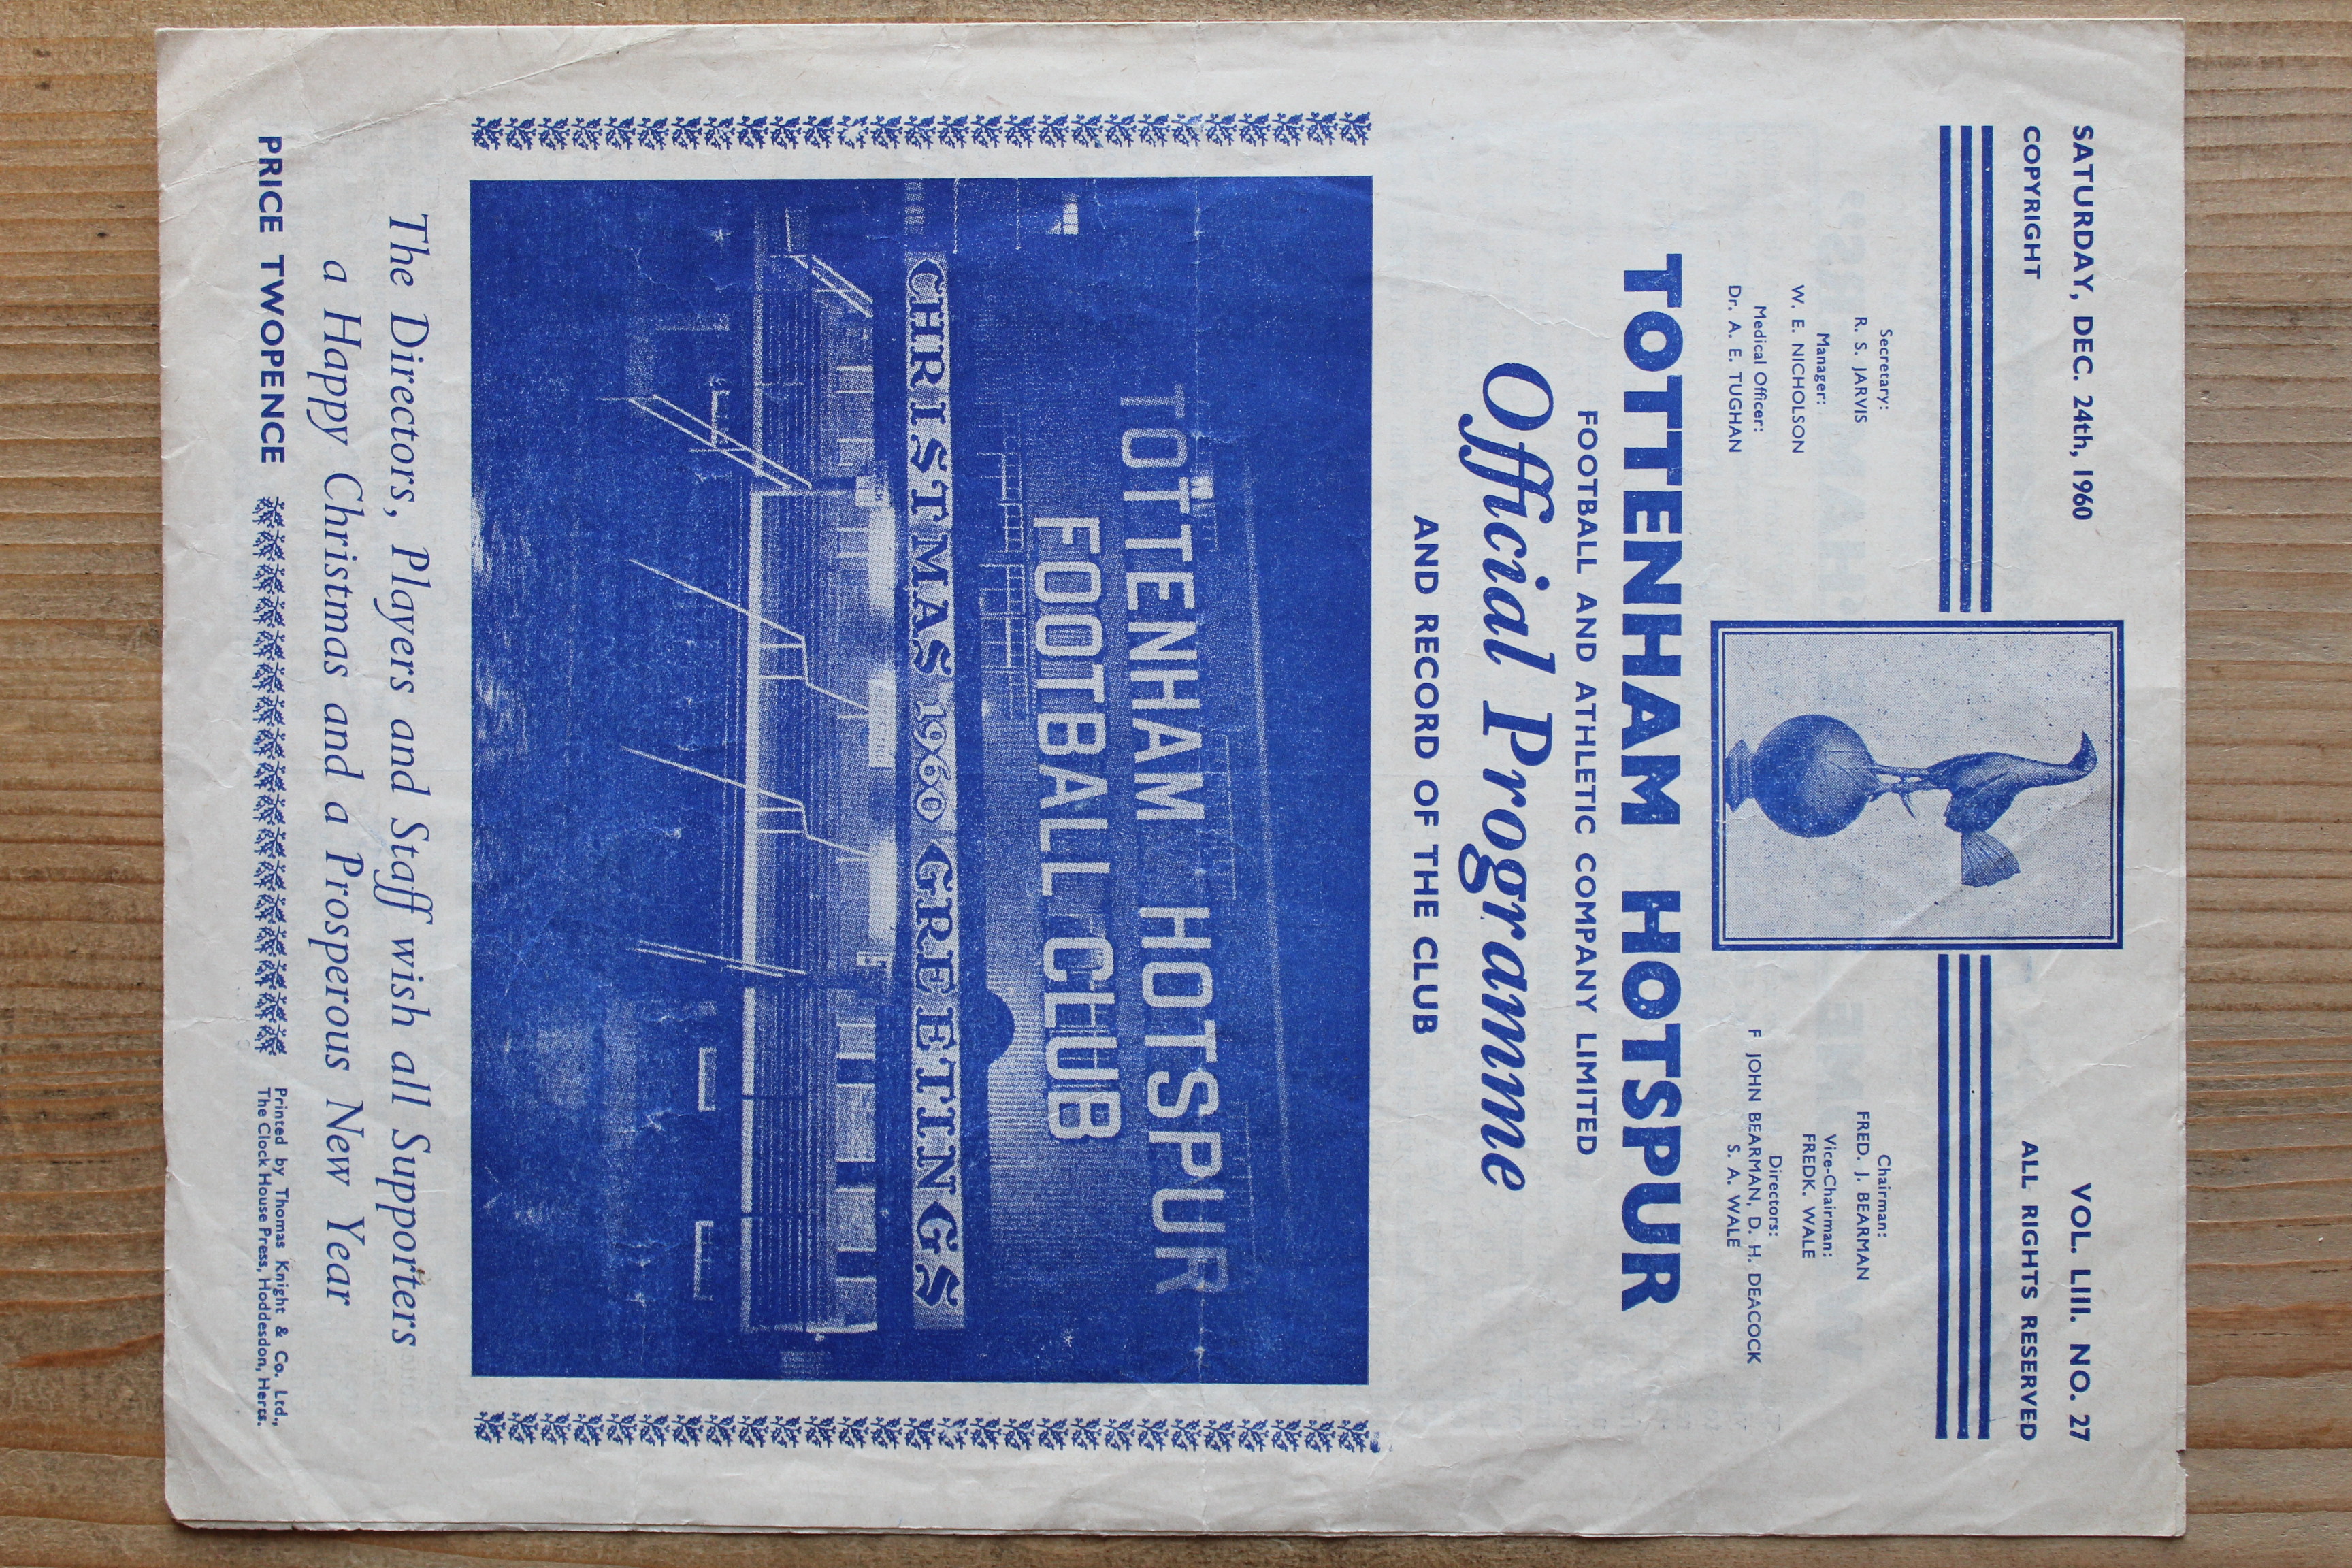 SATURDAY, DEC. 24th, 1960
VOL. LIII. NO. 27
COPYRIGHT
ALL RIGHTS RESERVED
Secretary:
R. S. JARVIS
Manager:
W. E. NICHOLSON
Medical Officer:
Dr. A. E. TUGHAN
Chairman:
FRED. J. BEARMAN
Vice-Chairman:
FREDK. WALE
Directors:
F JOHN BEARMAN, D. H. DEACOCK
S. A. WALE
TOTTENHAM HOTSPUR
FOOTBALL AND ATHLETIC COMPANY LIMITED
Official Programme
AND RECORD OF THE CLUB
TOTTENHAM HOTSPUR
FOOTBALL CLUB
CHRISTMAS 1960 GREETINGS
The Directors, Players and Staff wish all Supporters
a Happy Christmas and a Prosperous New Year
PRICE TWOPENCE
Printed by Thomas Knight & Co. Ltd.,
The Clock House Press, Hoddesdon, Herts.